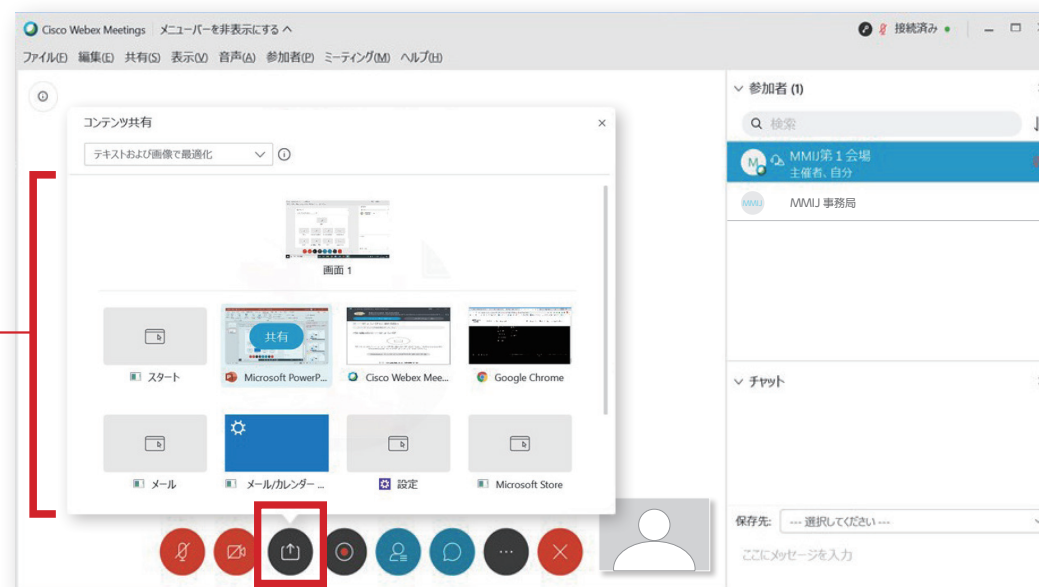 Cisco Webex Meetings メニューバーを非表示にする
接続済み
ファイル(F) 編集(E) 共有(S) 表示(V) 音声(A) 参加者(P) ミーティング(M) ヘルプ(H)
コンテンツ共有
テキストおよび画像で最適化
画面 1
共有
スタート
Microsoft PowerP...
Cisco Webex Mee...
Google Chrome
メール
メール/カレンダー ...
設定
Microsoft Store
参加者 (1)
検索
M
MMIJ第1会場
主催者、自分
MMIJ
MMIJ 事務局
チャット
保存先:
--- 選択してください ---
ここにメッセージを入力